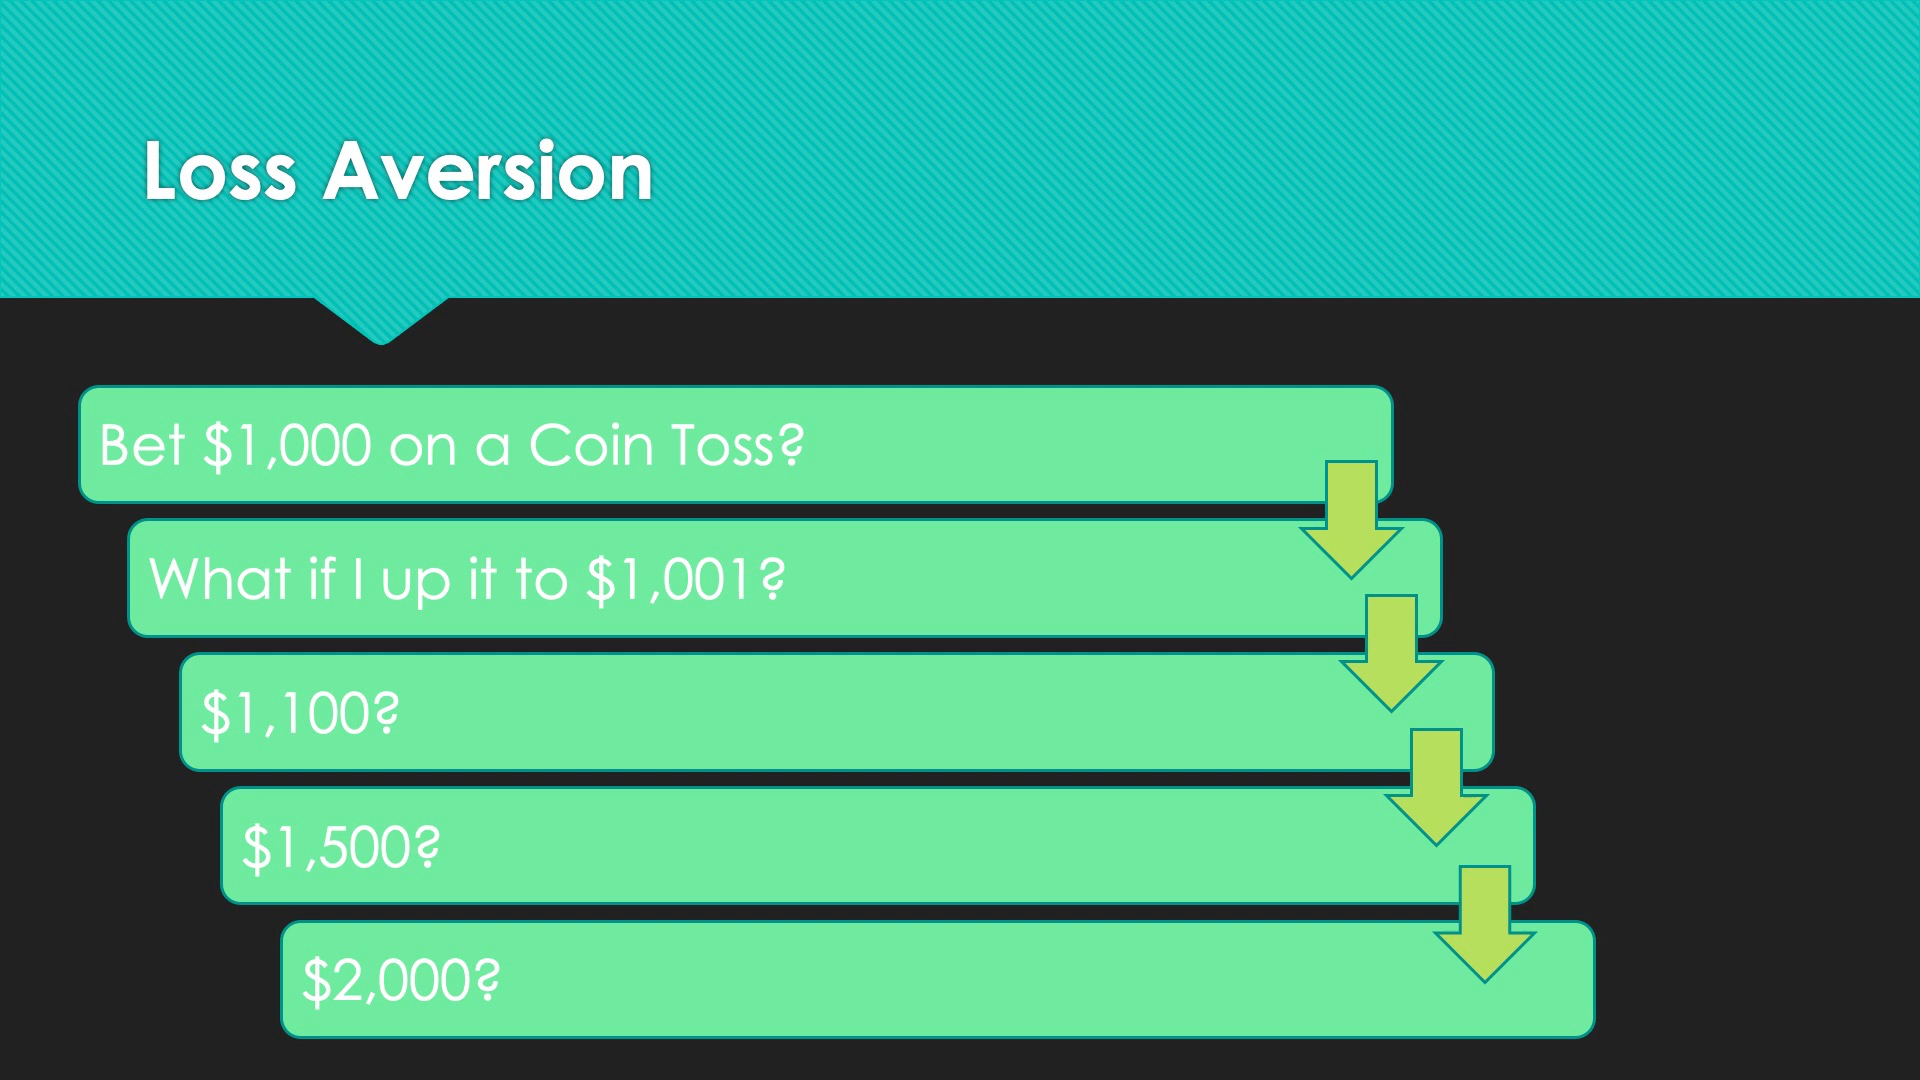 Loss Aversion
Bet $1,000 on a Coin Toss?
What if I up it to $1,001?
$1,100?
$1,500?
$2,000?